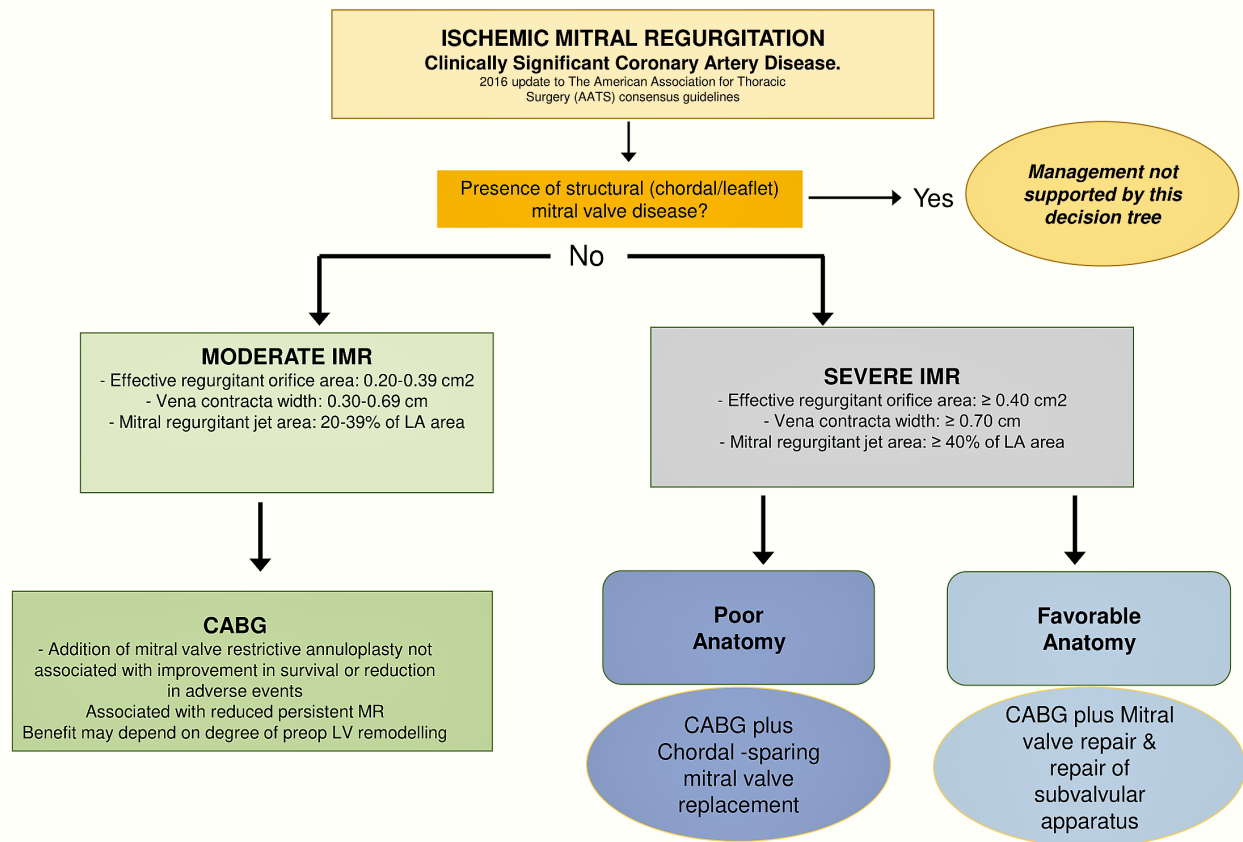 ISCHEMIC MITRAL REGURGITATION
Clinically Significant Coronary Artery Disease.
2016 update to The American Association for Thoracic
Surgery (AATS) consensus guidelines
Presence of structural (chordal/leaflet)
mitral valve disease?
Yes
Management not
supported by this
decision tree
No
MODERATE IMR
- Effective regurgitant orifice area: 0.20-0.39 cm2
- Vena contracta width: 0.30-0.69 cm
- Mitral regurgitant jet area: 20-39% of LA area
SEVERE IMR
- Effective regurgitant orifice area: ≥ 0.40 cm2
- Vena contracta width: ≥ 0.70 cm
- Mitral regurgitant jet area: ≥ 40% of LA area
CABG
- Addition of mitral valve restrictive annuloplasty not
associated with improvement in survival or reduction
in adverse events
Associated with reduced persistent MR
Benefit may depend on degree of preop LV remodelling
Poor
Anatomy
CABG plus
Chordal -sparing
mitral valve
replacement
Favorable
Anatomy
CABG plus Mitral
valve repair &
repair of
subvalvular
apparatus